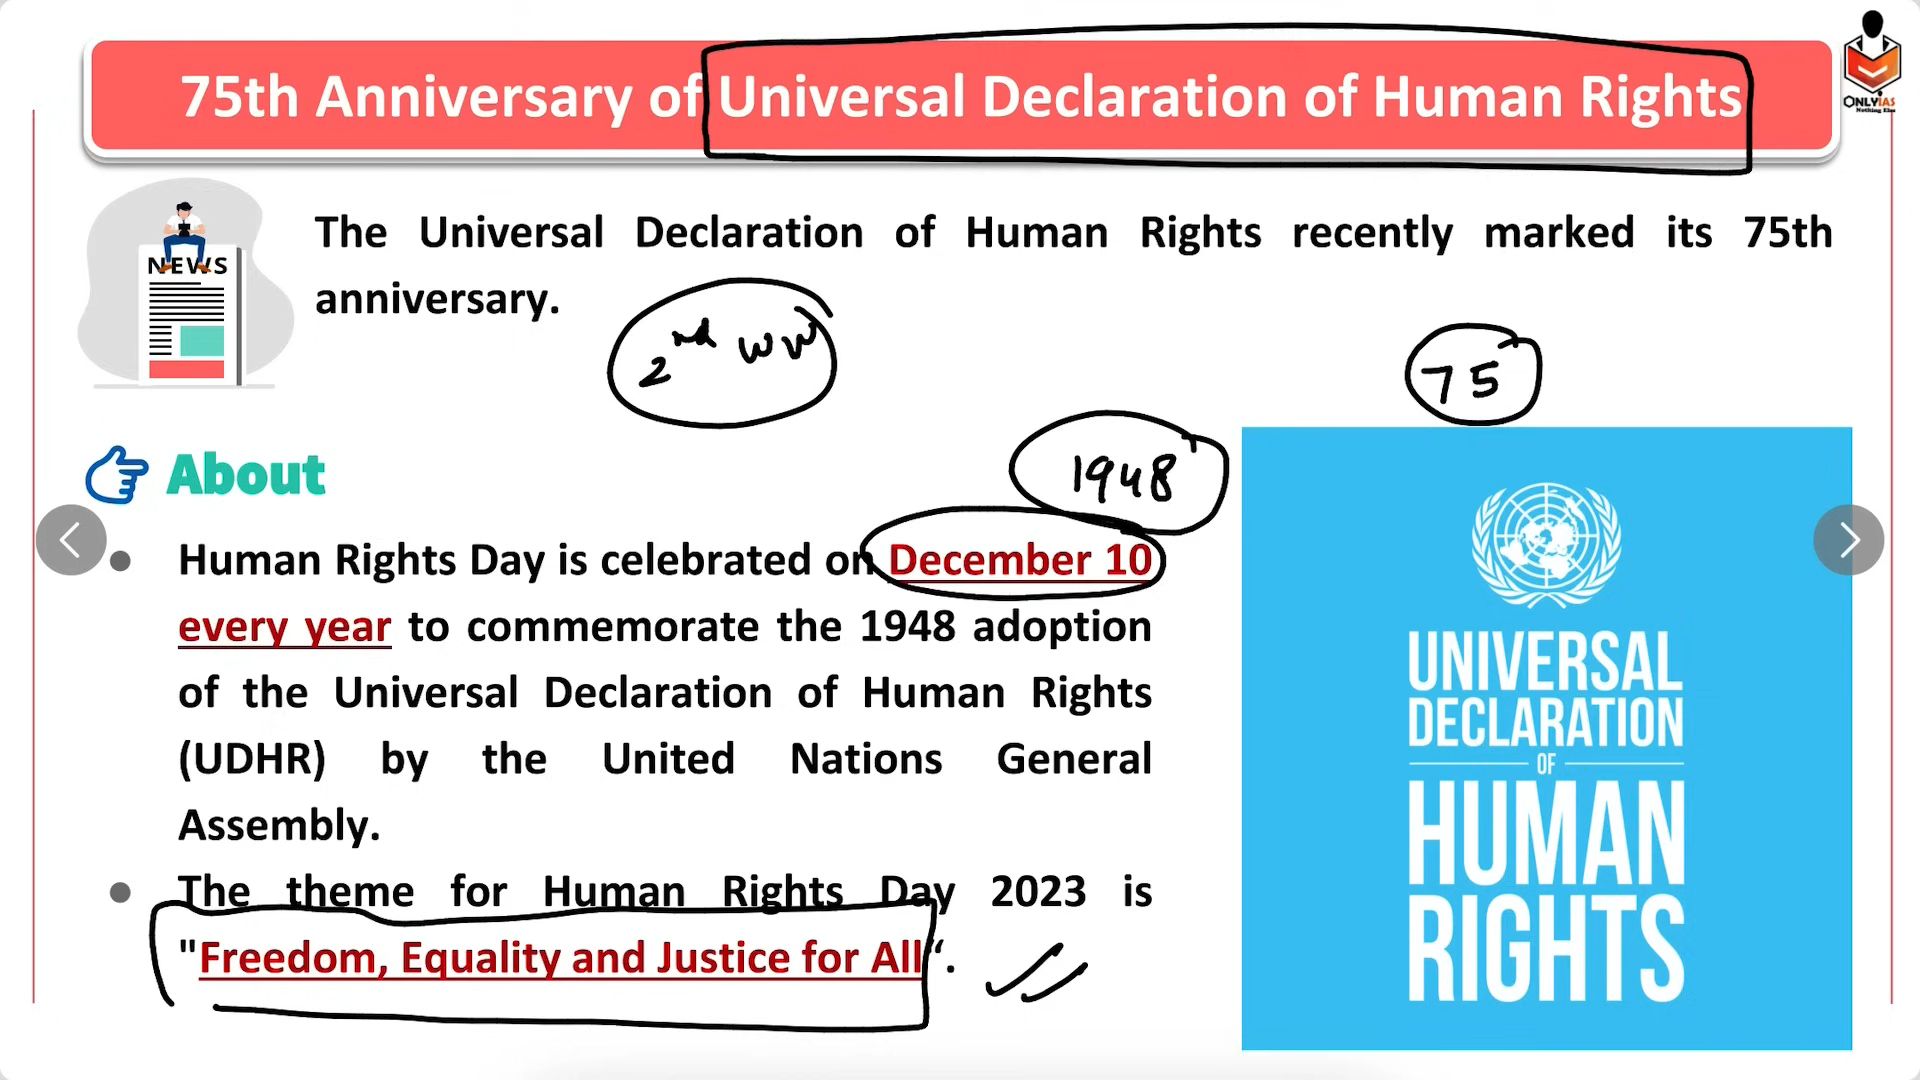 75th Anniversary of Universal Declaration of Human Rights
ONLYIAS
Nothing Else
NEWS
The Universal Declaration of Human Rights recently marked its 75th
anniversary.
2nd WW
75
1948
About
Human Rights Day is celebrated on December 10
every year to commemorate the 1948 adoption
of the Universal Declaration of Human Rights
(UDHR) by the United Nations General
Assembly.
The theme for Human Rights Day 2023 is
"Freedom, Equality and Justice for All“.
UNIVERSAL
DECLARATION
OF
HUMAN
RIGHTS